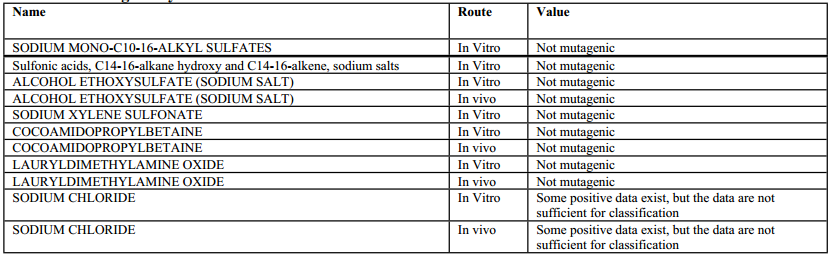 Name Route Value
SODIUM MONO-C10-16-ALKYL SULFATES In Vitro Not mutagenic
Sulfonic acids, C14-16-alkane hydroxy and C14-16-alkene, sodium salts In Vitro Not mutagenic
ALCOHOL ETHOXYSULFATE (SODIUM SALT) In Vitro Not mutagenic
ALCOHOL ETHOXYSULFATE (SODIUM SALT) In vivo Not mutagenic
SODIUM XYLENE SULFONATE In Vitro Not mutagenic
COCOAMIDOPROPYLBETAINE In Vitro Not mutagenic
COCOAMIDOPROPYLBETAINE In vivo Not mutagenic
LAURYLDIMETHYLAMINE OXIDE In Vitro Not mutagenic
LAURYLDIMETHYLAMINE OXIDE In vivo Not mutagenic
SODIUM CHLORIDE In Vitro Some positive data exist, but the data are not
sufficient for classification
SODIUM CHLORIDE In vivo Some positive data exist, but the data are not
sufficient for classification